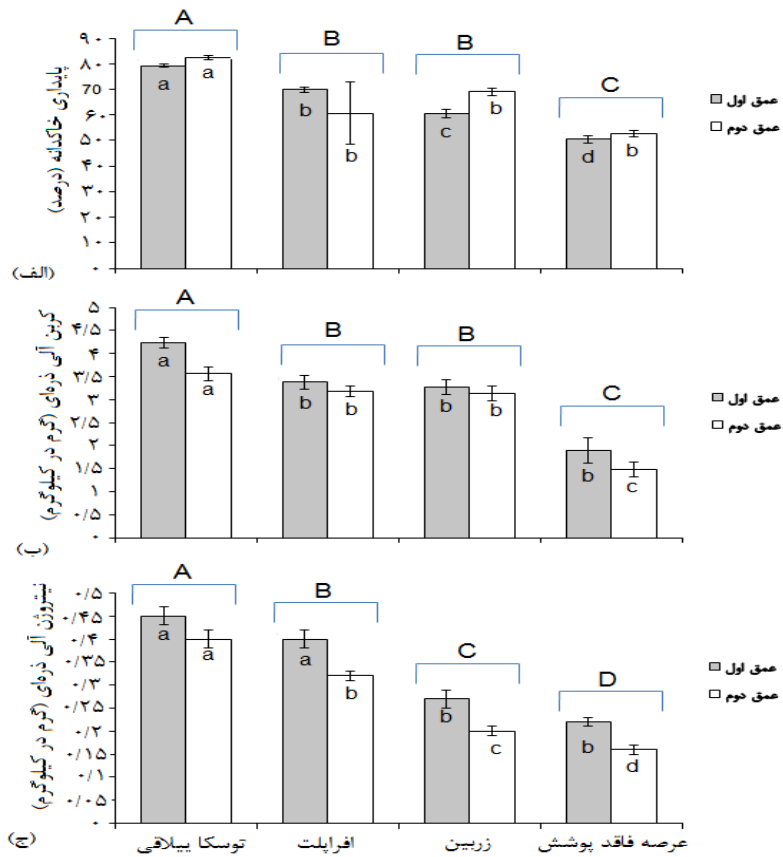 A
B
B
C
۹۰
۸۰
۷۰
۶۰
۵۰
۴۰
۳۰
۲۰
۱۰
۰
پایداری خاکدانه (درصد)
a a b b c b d b
عمق اول
عمق دوم
(الف)
A
B
B
C
۵
۴/۵
۴
۳/۵
۳
۲/۵
۲
۱/۵
۱
۰/۵
۰
کربن آلی ذره‌ای (گرم در کیلوگرم)
a a b b b b b c
عمق اول
عمق دوم
(ب)
A
B
C
D
۰/۵
۰/۴۵
۰/۴
۰/۳۵
۰/۳
۰/۲۵
۰/۲
۰/۱۵
۰/۱
۰/۰۵
۰
نیتروژن آلی ذره‌ای (گرم در کیلوگرم)
a a a b b c b d
عمق اول
عمق دوم
(ج)
توسکا ییلاقی افراپلت زربین عرصه فاقد پوشش